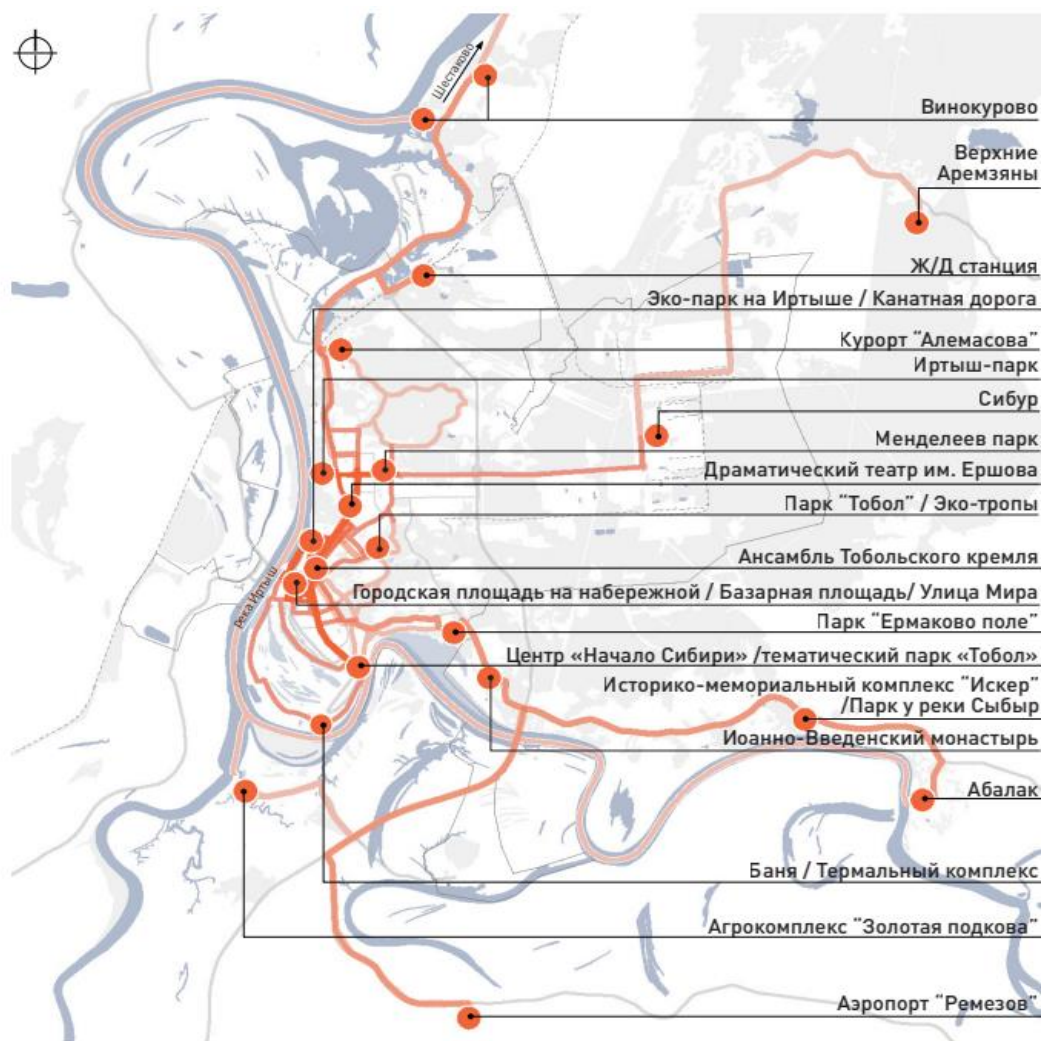 Шестаково
Винокурово
Верхние
Аремзяны
Ж/Д станция
Эко-парк на Иртыше / Канатная дорога
Курорт "Алемасова"
Иртыш-парк
Сибур
Менделеев парк
Драматический театр им. Ершова
Парк "Тобол" / Эко-тропы
Ансамбль Тобольского кремля
река Иртыш
Городская площадь на набережной / Базарная площадь/ Улица Мира
Парк "Ермаково поле"
Центр «Начало Сибири» /тематический парк «Тобол»
Историко-мемориальный комплекс "Искер"
/Парк у реки Сыбыр
Иоанно-Введенский монастырь
Абалак
Баня / Термальный комплекс
Агрокомплекс "Золотая подкова"
Аэропорт "Ремезов"